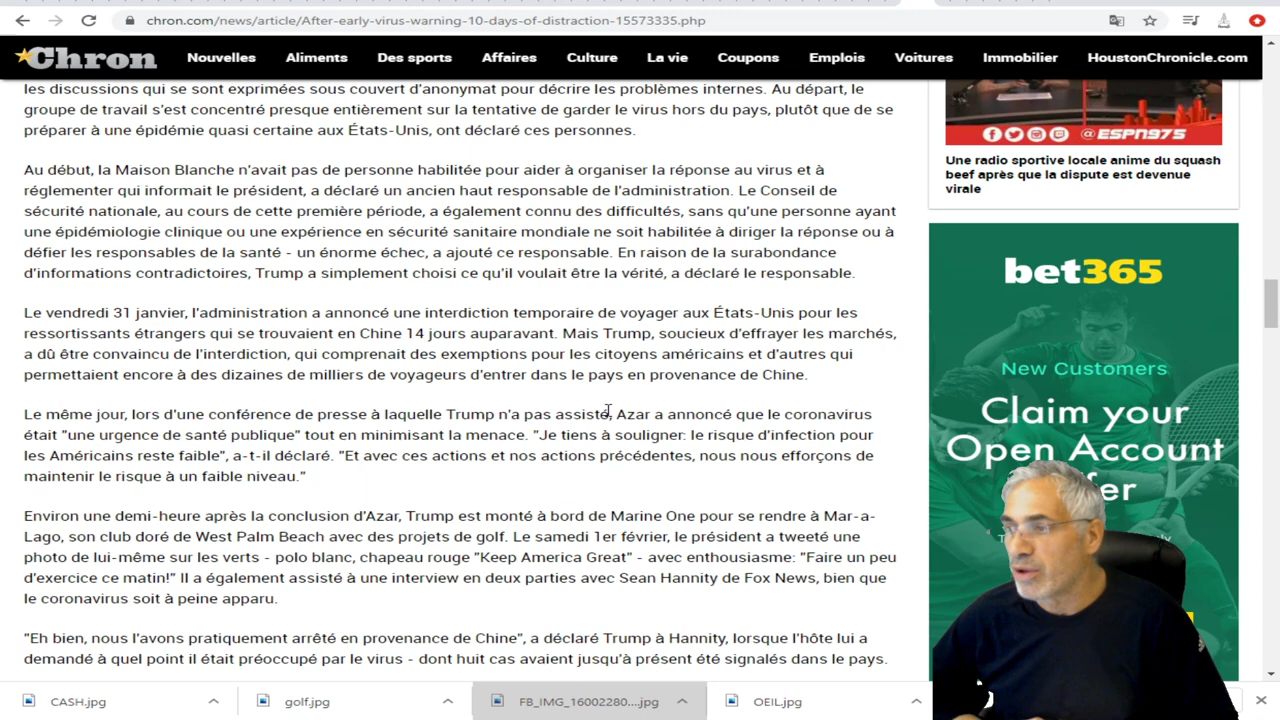 chron.com/news/article/After-early-virus-warning-10-days-of-distraction-15573335.php
Chron
Nouvelles
Aliments
Des sports
Affaires
Culture
La vie
Coupons
Emplois
Voitures
Immobilier
HoustonChronicle.com
les discussions qui se sont exprimées sous couvert d'anonymat pour décrire les problèmes internes. Au départ, le
groupe de travail s'est concentré presque entièrement sur la tentative de garder le virus hors du pays, plutôt que de se
préparer à une épidémie quasi certaine aux États-Unis, ont déclaré ces personnes.
Au début, la Maison Blanche n'avait pas de personne habilitée pour aider à organiser la réponse au virus et à
réglementer qui informait le président, a déclaré un ancien haut responsable de l'administration. Le Conseil de
sécurité nationale, au cours de cette première période, a également connu des difficultés, sans qu'une personne ayant
une épidémiologie clinique ou une expérience en sécurité sanitaire mondiale ne soit habilitée à diriger la réponse ou à
défier les responsables de la santé - un énorme échec, a ajouté ce responsable. En raison de la surabondance
d'informations contradictoires, Trump a simplement choisi ce qu'il voulait être la vérité, a déclaré le responsable.
Le vendredi 31 janvier, l'administration a annoncé une interdiction temporaire de voyager aux États-Unis pour les
ressortissants étrangers qui se trouvaient en Chine 14 jours auparavant. Mais Trump, soucieux d'effrayer les marchés,
a dû être convaincu de l'interdiction, qui comprenait des exemptions pour les citoyens américains et d'autres qui
permettaient encore à des dizaines de milliers de voyageurs d'entrer dans le pays en provenance de Chine.
Le même jour, lors d'une conférence de presse à laquelle Trump n'a pas assisté, Azar a annoncé que le coronavirus
était "une urgence de santé publique" tout en minimisant la menace. "Je tiens à souligner: le risque d'infection pour
les Américains reste faible", a-t-il déclaré. "Et avec ces actions et nos actions précédentes, nous nous efforçons de
maintenir le risque à un faible niveau."
Environ une demi-heure après la conclusion d'Azar, Trump est monté à bord de Marine One pour se rendre à Mar-a-
Lago, son club doré de West Palm Beach avec des projets de golf. Le samedi 1er février, le président a tweeté une
photo de lui-même sur les verts - polo blanc, chapeau rouge "Keep America Great" - avec enthousiasme: "Faire un peu
d'exercice ce matin!" Il a également assisté à une interview en deux parties avec Sean Hannity de Fox News, bien que
le coronavirus soit à peine apparu.
"Eh bien, nous l'avons pratiquement arrêté en provenance de Chine", a déclaré Trump à Hannity, lorsque l'hôte lui a
demandé à quel point il était préoccupé par le virus - dont huit cas avaient jusqu'à présent été signalés dans le pays.
@ESPN975
Une radio sportive locale anime du squash
beef après que la dispute est devenue
virale
bet365
New Customers
Claim your
Open Account
CASH.jpg
golf.jpg
FB_IMG_16002280....jpg
OEIL.jpg